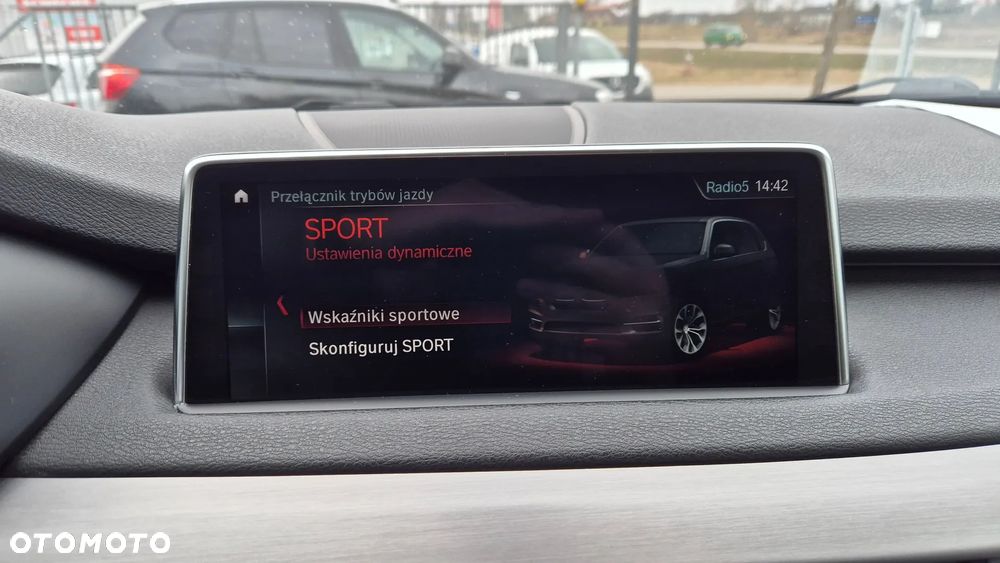 Przełącznik trybów jazdy
Radio5 14:42
SPORT
Ustawienia dynamiczne
Wskaźniki sportowe
Skonfiguruj SPORT
OTOMOTO